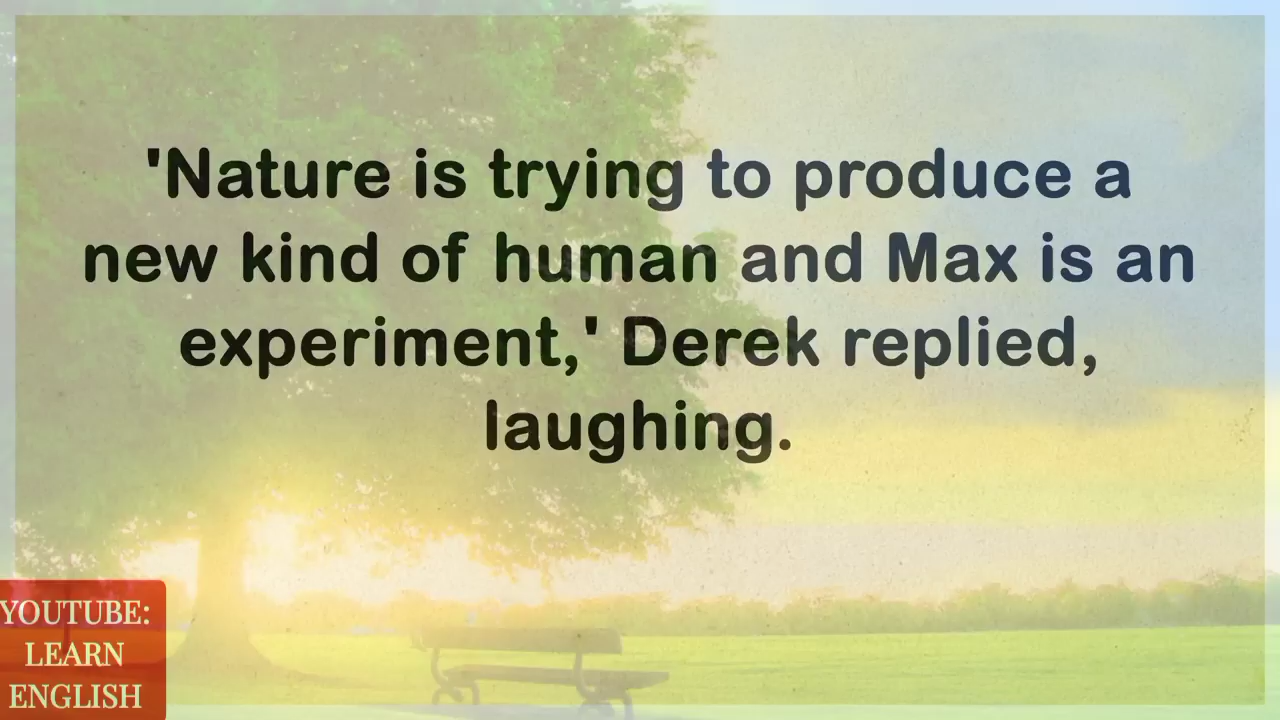 'Nature is trying to produce a
new kind of human and Max is an
experiment,' Derek replied,
laughing.
YOUTUBE:
LEARN
ENGLISH